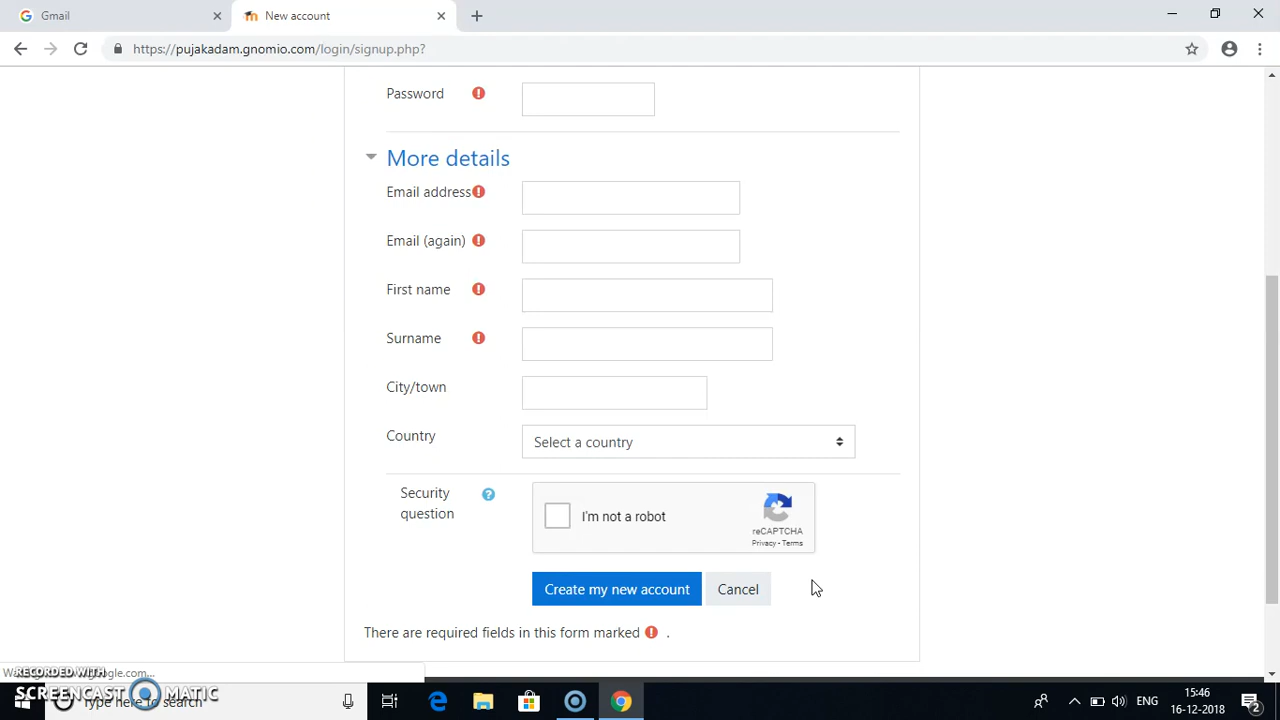 Gmail
New account
https://pujakadam.gnomio.com/login/signup.php?
Password
More details
Email address
Email (again)
First name
Surname
City/town
Country
Select a country
Security
question
I'm not a robot
reCAPTCHA
Privacy - Terms
Create my new account
Cancel
There are required fields in this form marked .
RECORDED WITH
SCREENCAST MATIC
here to search
ENG
15:46
16-12-2018
2